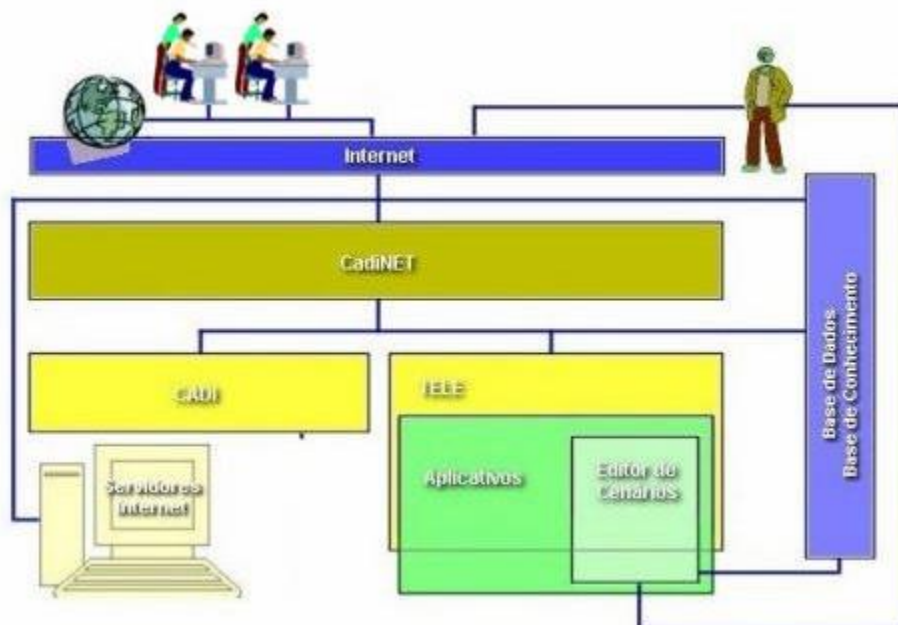 Internet
CadiNET
CADI
TELE
Aplicativos
Editor de
Cenários
Servidores
Internet
Base de Dados
Base de Conhecimento